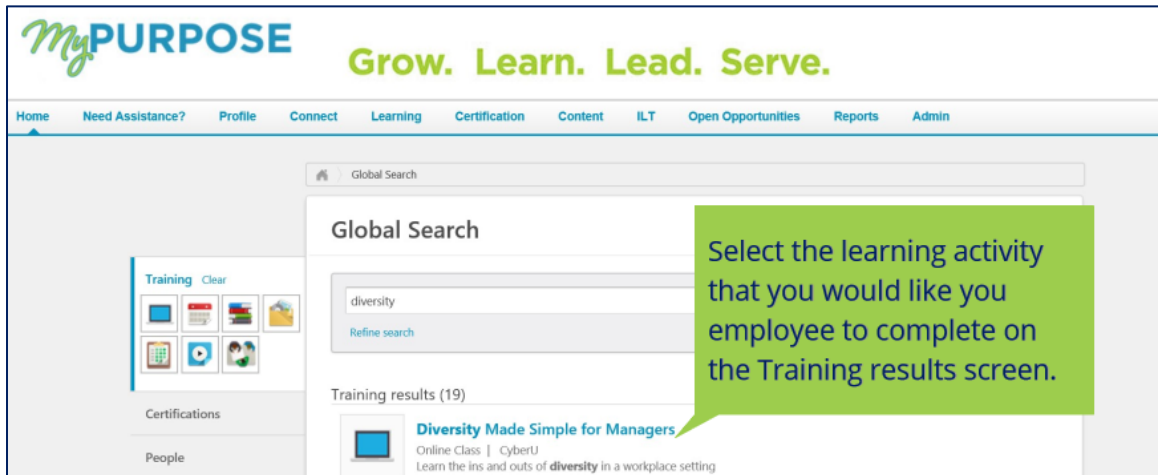 MyPURPOSE
Grow. Learn. Lead. Serve.
Home Need Assistance? Profile Connect Learning Certification Content ILT Open Opportunities Reports Admin
Global Search
Global Search
Select the learning activity
that you would like you
employee to complete on
the Training results screen.
Training Clear
diversity
Refine search
Training results (19)
Certifications
Diversity Made Simple for Managers
Online Class | CyberU
People
Learn the ins and outs of diversity in a workplace setting